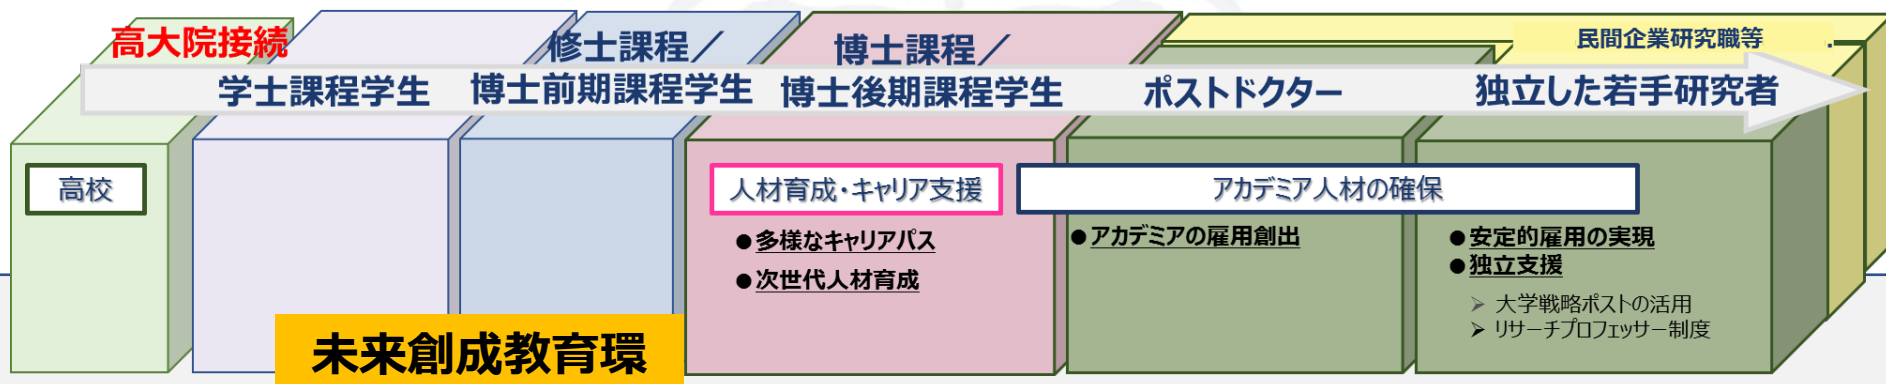 高大院接続
民間企業研究職等
学士課程学生
修士課程／
博士前期課程学生
博士課程／
博士後期課程学生
ポストドクター
独立した若手研究者
高校
人材育成・キャリア支援
アカデミア人材の確保
●多様なキャリアパス
●次世代人材育成
●アカデミアの雇用創出
●安定的雇用の実現
●独立支援
➢ 大学戦略ポストの活用
➢ リサーチプロフェッサー制度
未来創成教育環